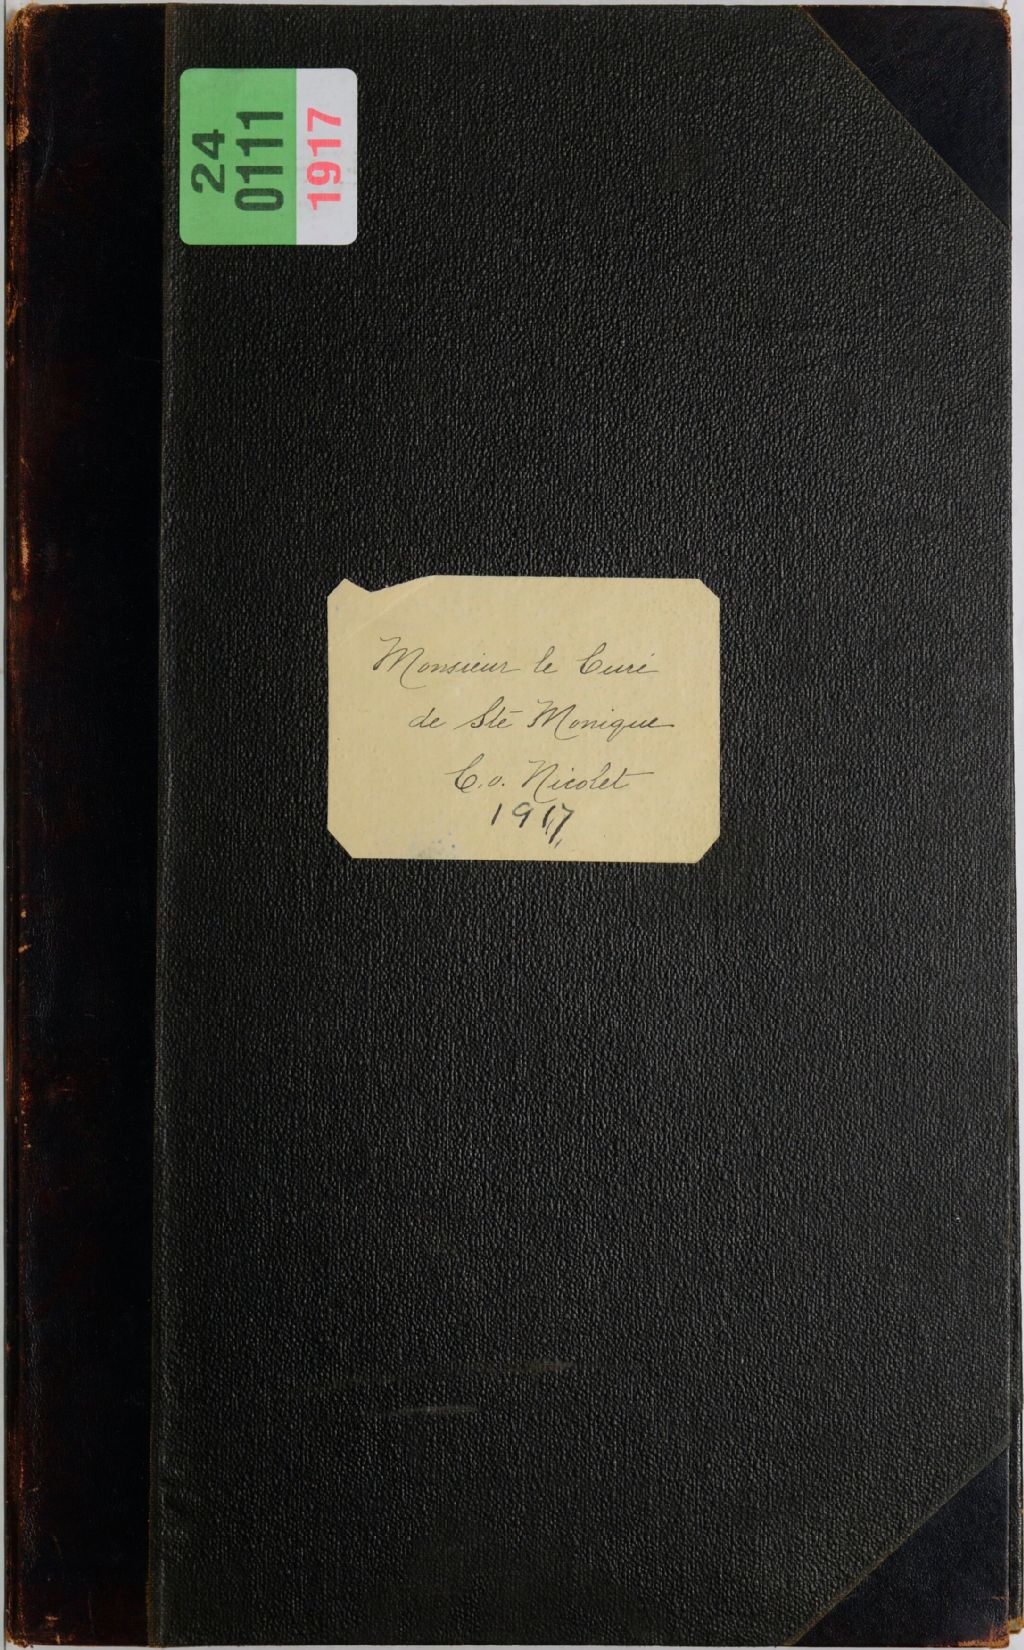 24
0111
1917
Monsieur le Curé
de Ste Monique
C.o. Nicolet
1917